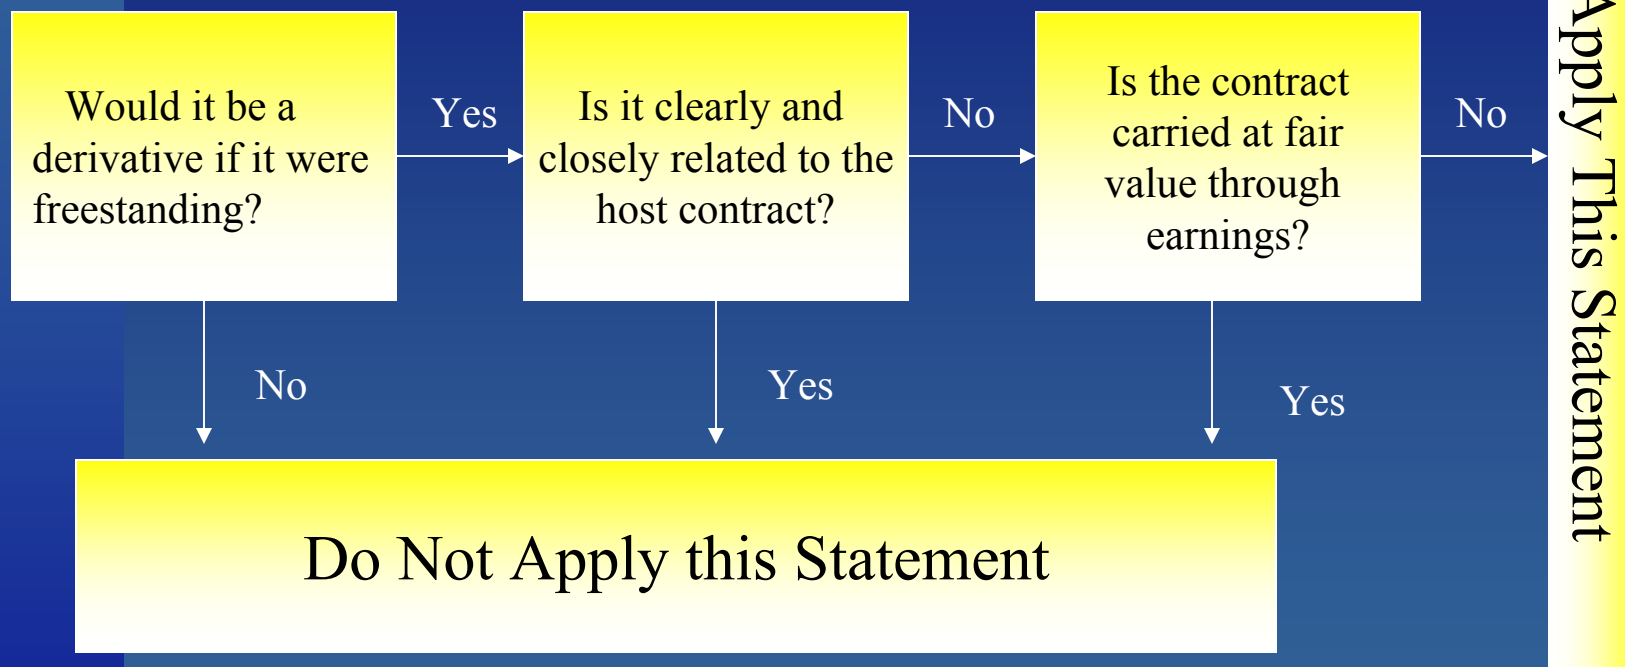 Would it be a
derivative if it were
freestanding?
Yes
Is it clearly and
closely related to the
host contract?
No
Is the contract
carried at fair
value through
earnings?
No
Apply This Statement
No
Yes
Yes
Do Not Apply this Statement